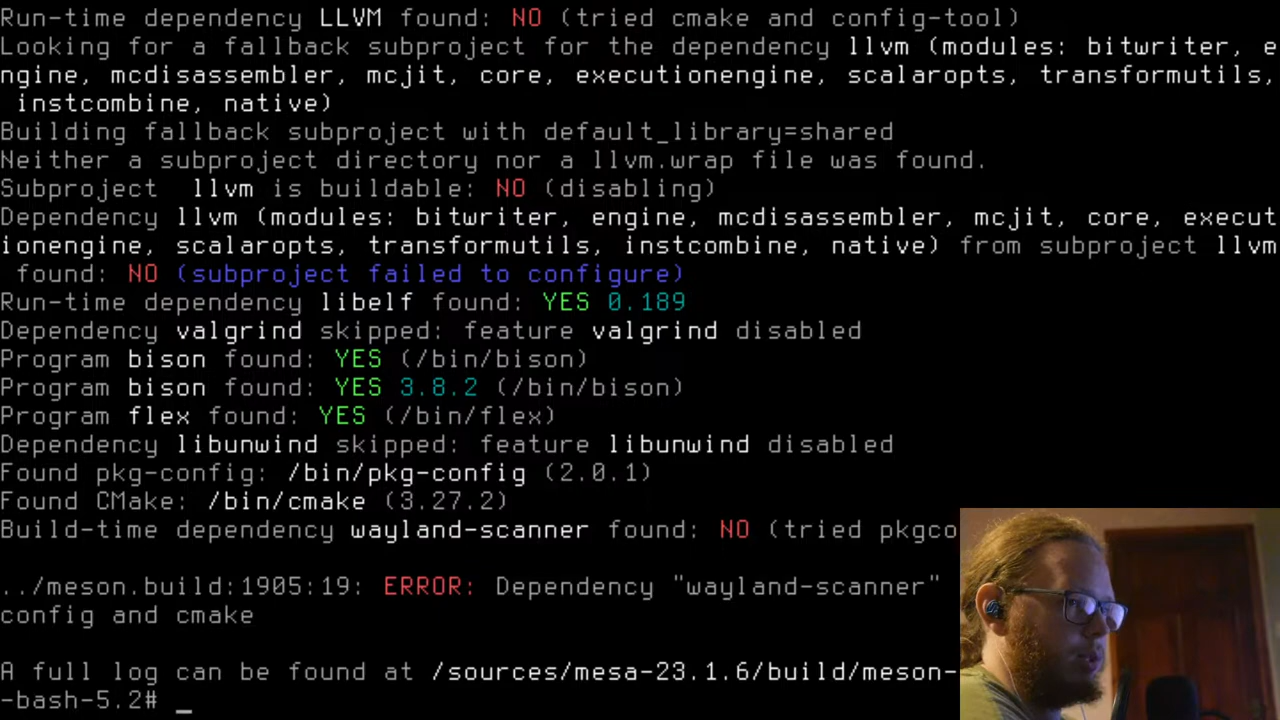 Run-time dependency LLVM found: NO (tried cmake and config-tool)
Looking for a fallback subproject for the dependency llvm (modules: bitwriter, e
ngine, mcdisassembler, mcjit, core, executionengine, scalaropts, transformutils,
 instcombine, native)
Building fallback subproject with default_library=shared
Neither a subproject directory nor a llvm.wrap file was found.
Subproject  llvm is buildable: NO (disabling)
Dependency llvm (modules: bitwriter, engine, mcdisassembler, mcjit, core, execut
ionengine, scalaropts, transformutils, instcombine, native) from subproject llvm
 found: NO (subproject failed to configure)
Run-time dependency libelf found: YES 0.189
Dependency valgrind skipped: feature valgrind disabled
Program bison found: YES (/bin/bison)
Program bison found: YES 3.8.2 (/bin/bison)
Program flex found: YES (/bin/flex)
Dependency libunwind skipped: feature libunwind disabled
Found pkg-config: /bin/pkg-config (2.0.1)
Found CMake: /bin/cmake (3.27.2)
Build-time dependency wayland-scanner found: NO (tried pkgco
../meson.build:1905:19: ERROR: Dependency "wayland-scanner"
config and cmake
A full log can be found at /sources/mesa-23.1.6/build/meson-
-bash-5.2# _